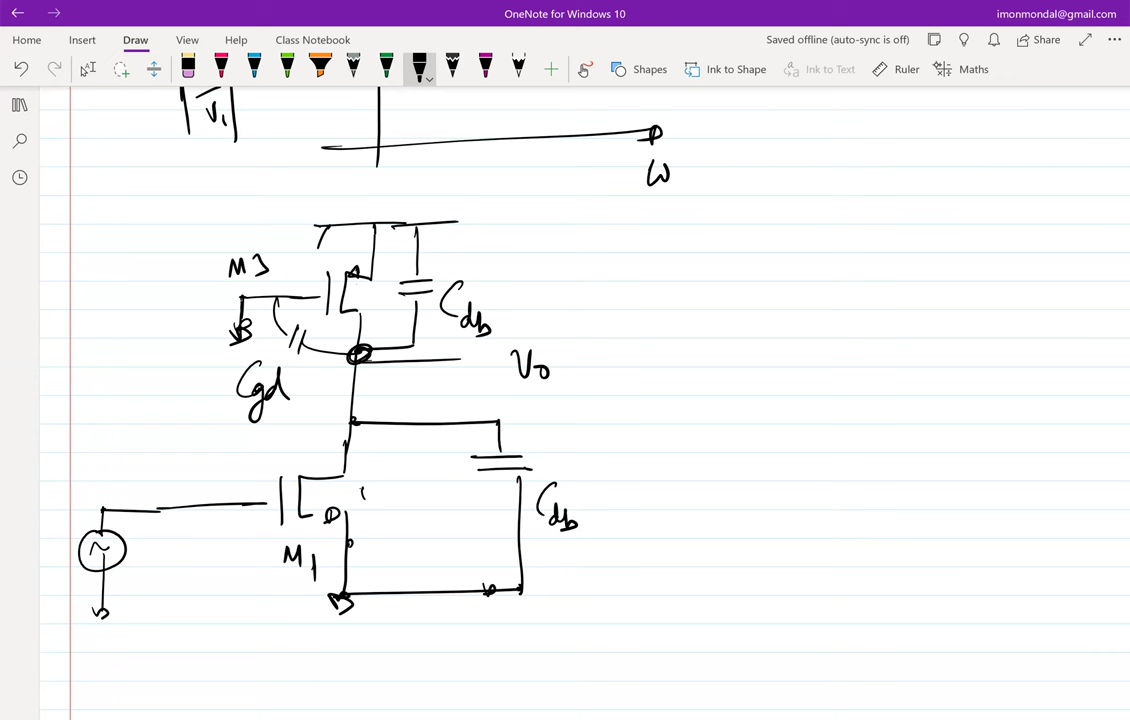 OneNote for Windows 10
imonmondal@gmail.com
Home Insert Draw View Help Class Notebook
Saved offline (auto-sync is off) Share
Shapes Ink to Shape Ink to Text Ruler Maths
V1
ω
M3
Cdb
Cgd
Vo
Cdb
M1